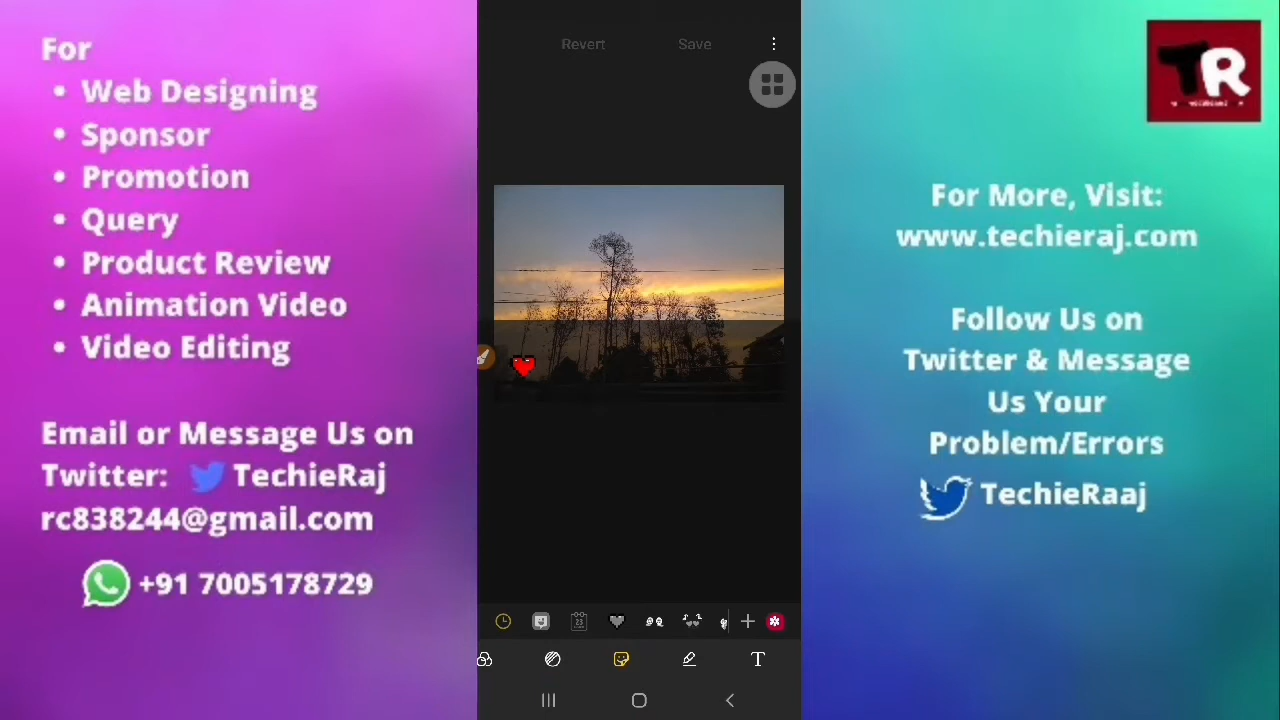 For
• Web Designing
• Sponsor
• Promotion
• Query
• Product Review
• Animation Video
• Video Editing
Email or Message Us on
Twitter: TechieRaj
rc838244@gmail.com
+91 7005178729
Revert Save
23
T
TR
For More, Visit:
www.techieraj.com
Follow Us on
Twitter & Message
Us Your
Problem/Errors
TechieRaaj